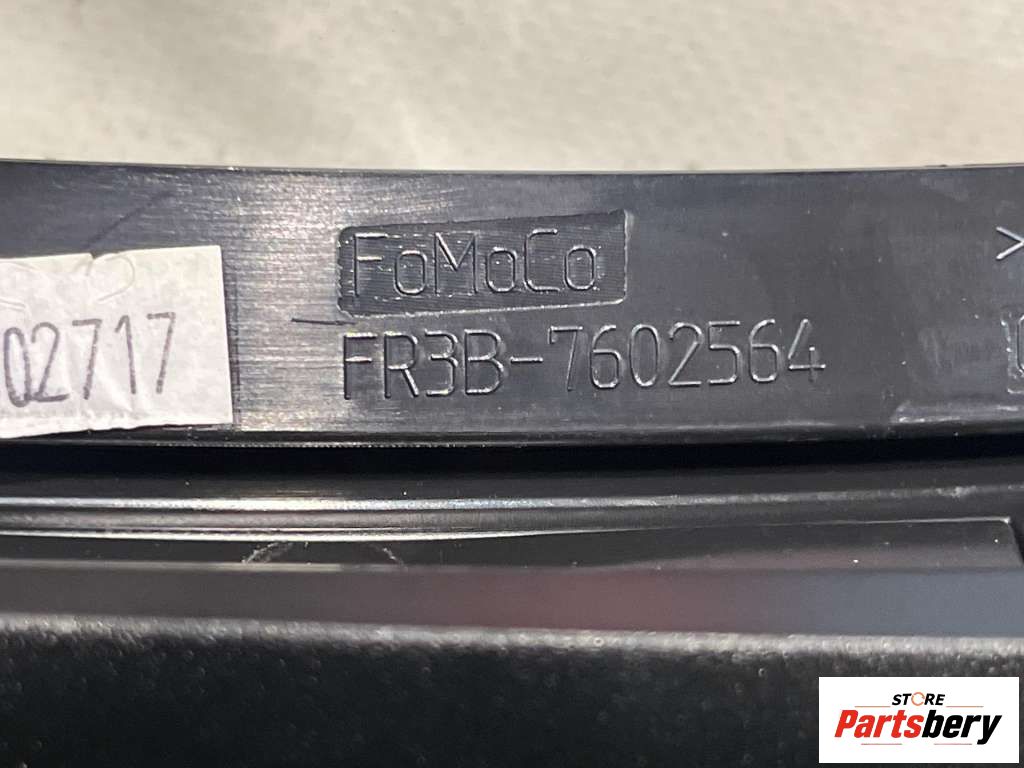 FoMoCo
02717
FR3B-7602564
STORE
Partsbery